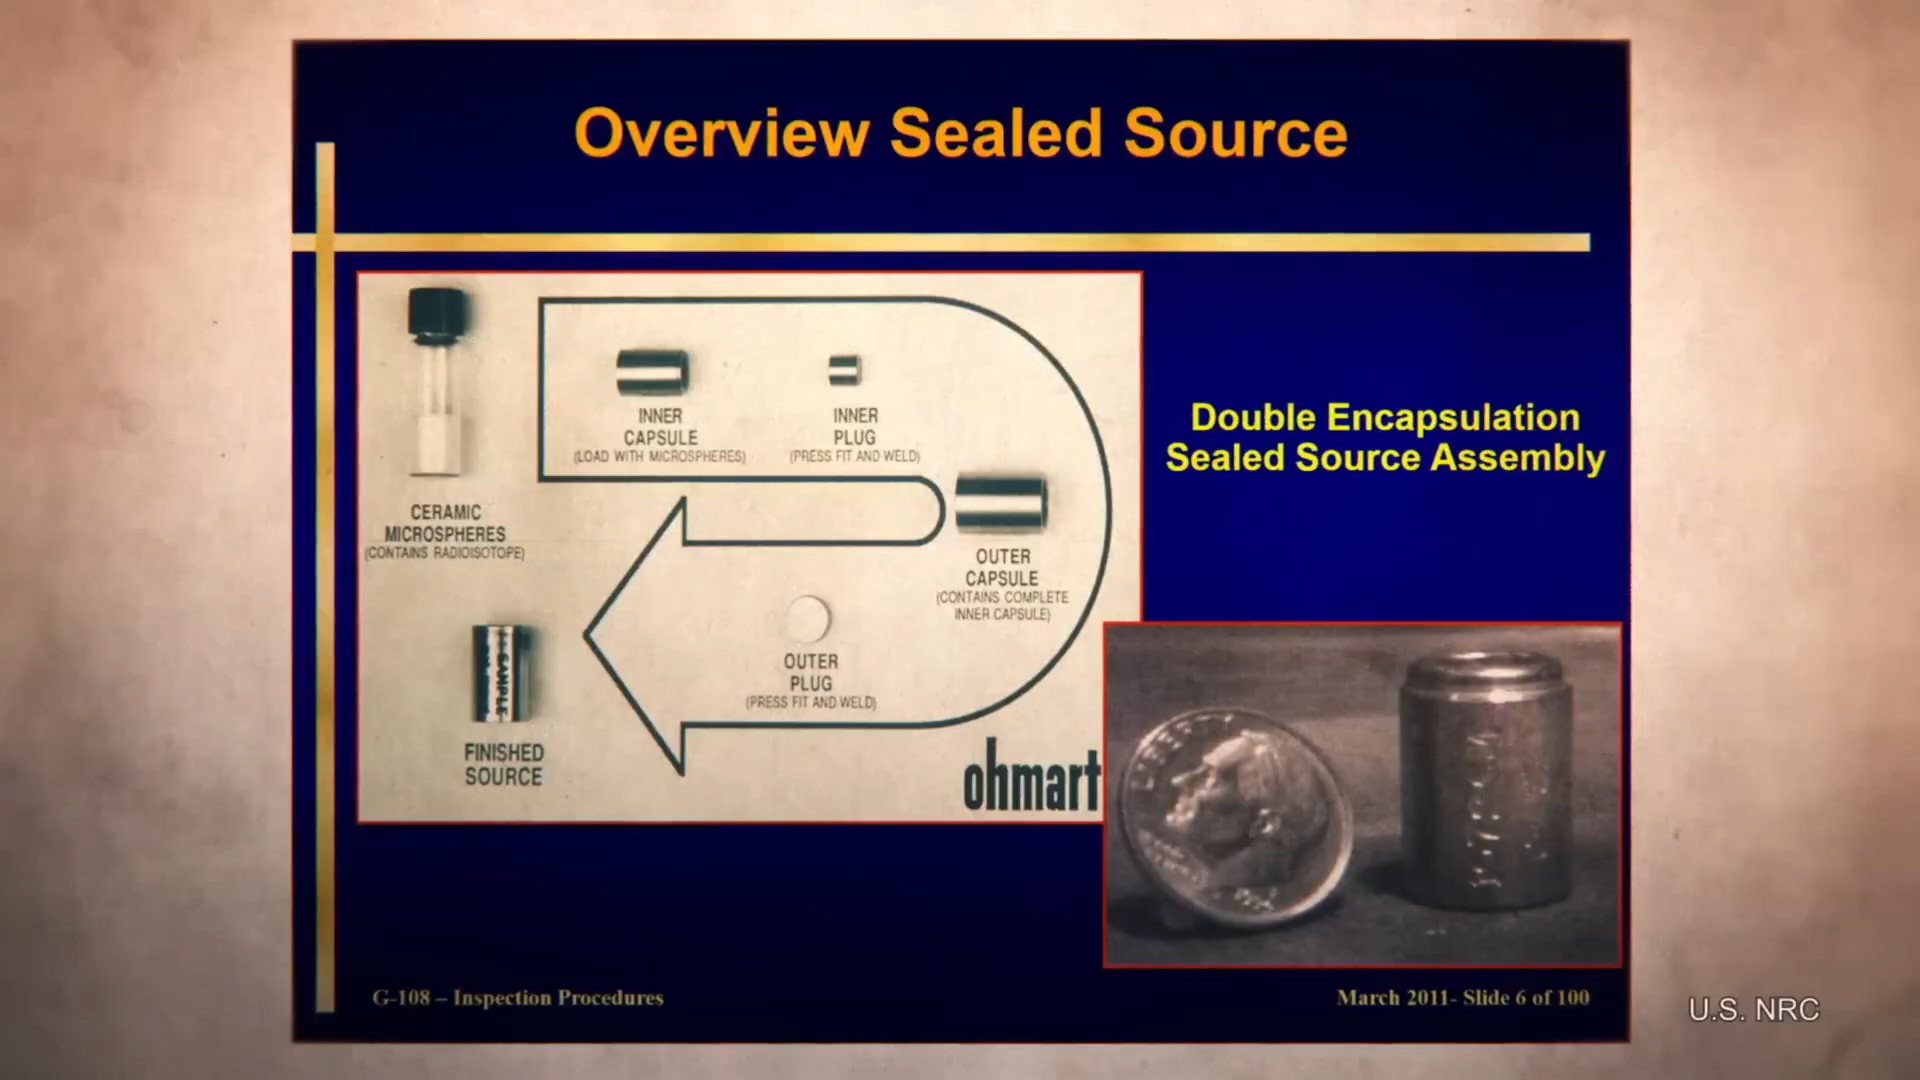 Overview Sealed Source
INNER
CAPSULE
(LOAD WITH MICROSPHERES)
INNER
PLUG
(PRESS FIT AND WELD)
CERAMIC
MICROSPHERES
(CONTAINS RADIOISOTOPE)
OUTER
CAPSULE
(CONTAINS COMPLETE
INNER CAPSULE)
OUTER
PLUG
(PRESS FIT AND WELD)
SAMPLE
FINISHED
SOURCE
ohmart
Double Encapsulation
Sealed Source Assembly
G-108 – Inspection Procedures
March 2011- Slide 6 of 100
U.S. NRC